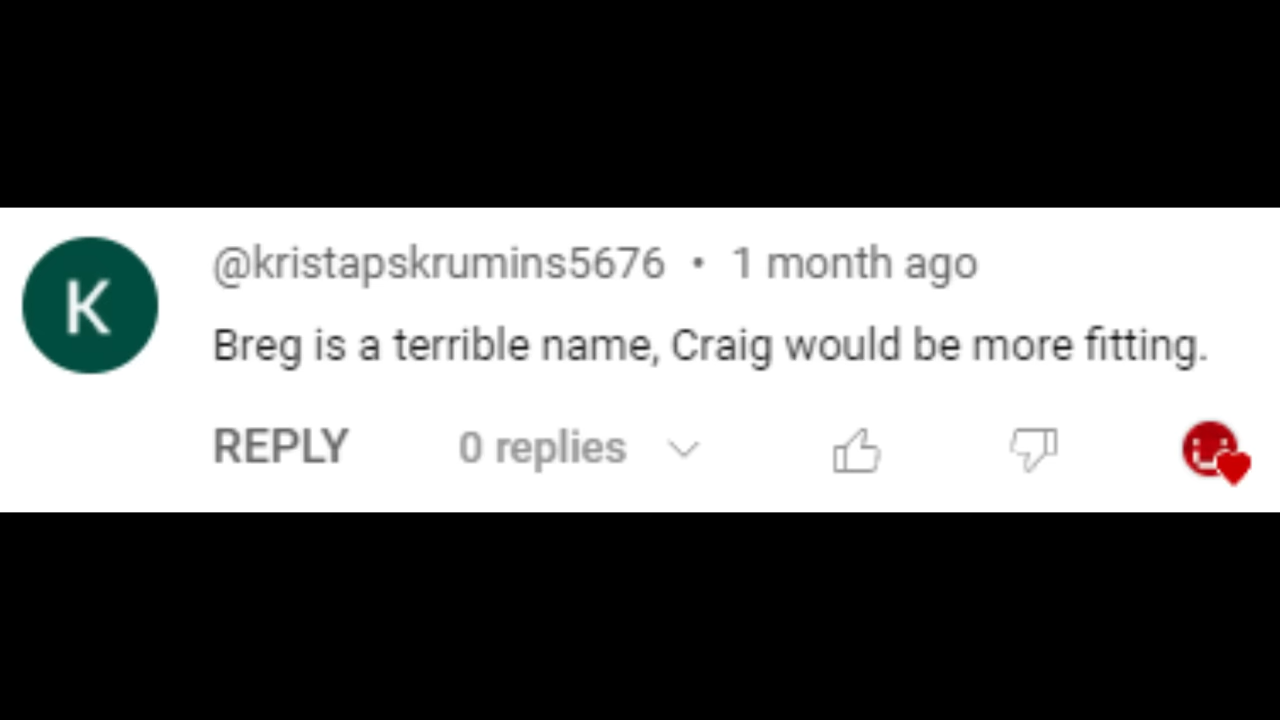 K
@kristapskrumins5676 • 1 month ago
Breg is a terrible name, Craig would be more fitting.
REPLY 0 replies